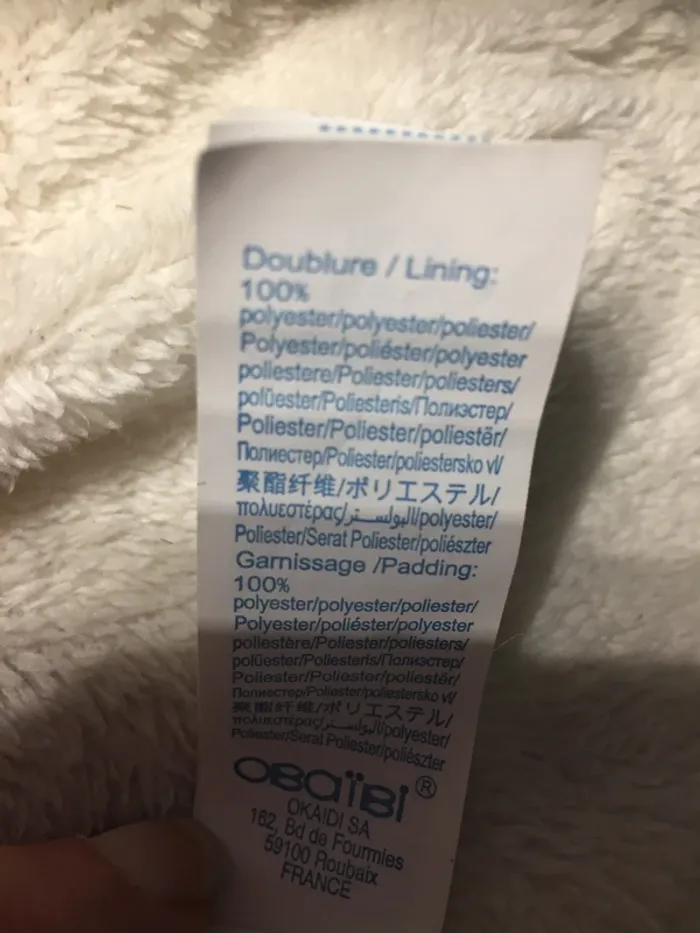 Doublure / Lining:
100%
polyester/polyester/poliester/
Polyester/poliéster/polyester
poliestere/Poliester/poliesters/
polüester/Poliesteris/Полиэстер/
Poliester/Poliester/poliestër/
Полиестер/Poliester/poliestersko vl/
聚酯纤维/ポリエステル/
πολυεστέρας/البوليستر/polyester/
Poliester/Serat Poliester/poliészter
Garnissage /Padding:
100%
polyester/polyester/poliester/
Polyester/poliéster/polyester
poliestère/Poliester/poliesters/
polüester/Poliesteris/Полиэстер/
Poliester/Poliester/poliestër/
Полиестер/Poliester/poliestersko vl/
聚酯纤维/ポリエステル/
πολυεστέρας/البوليستر/polyester/
Poliester/Serat Poliester/poliészter
OBAÏBI®
OKAIDI SA
162, Bd de Fourmies
59100 Roubaix
FRANCE